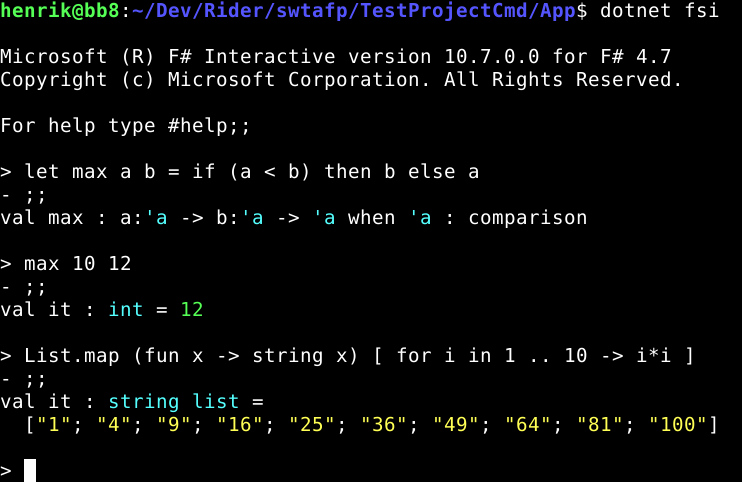 henrik@bb8:~/Dev/Rider/swtafp/TestProjectCmd/App$ dotnet fsi
Microsoft (R) F# Interactive version 10.7.0.0 for F# 4.7
Copyright (c) Microsoft Corporation. All Rights Reserved.
For help type #help;;
> let max a b = if (a < b) then b else a
- ;;
val max : a:'a -> b:'a -> 'a when 'a : comparison
> max 10 12
- ;;
val it : int = 12
> List.map (fun x -> string x) [ for i in 1 .. 10 -> i*i ]
- ;;
val it : string list =
  ["1"; "4"; "9"; "16"; "25"; "36"; "49"; "64"; "81"; "100"]
>